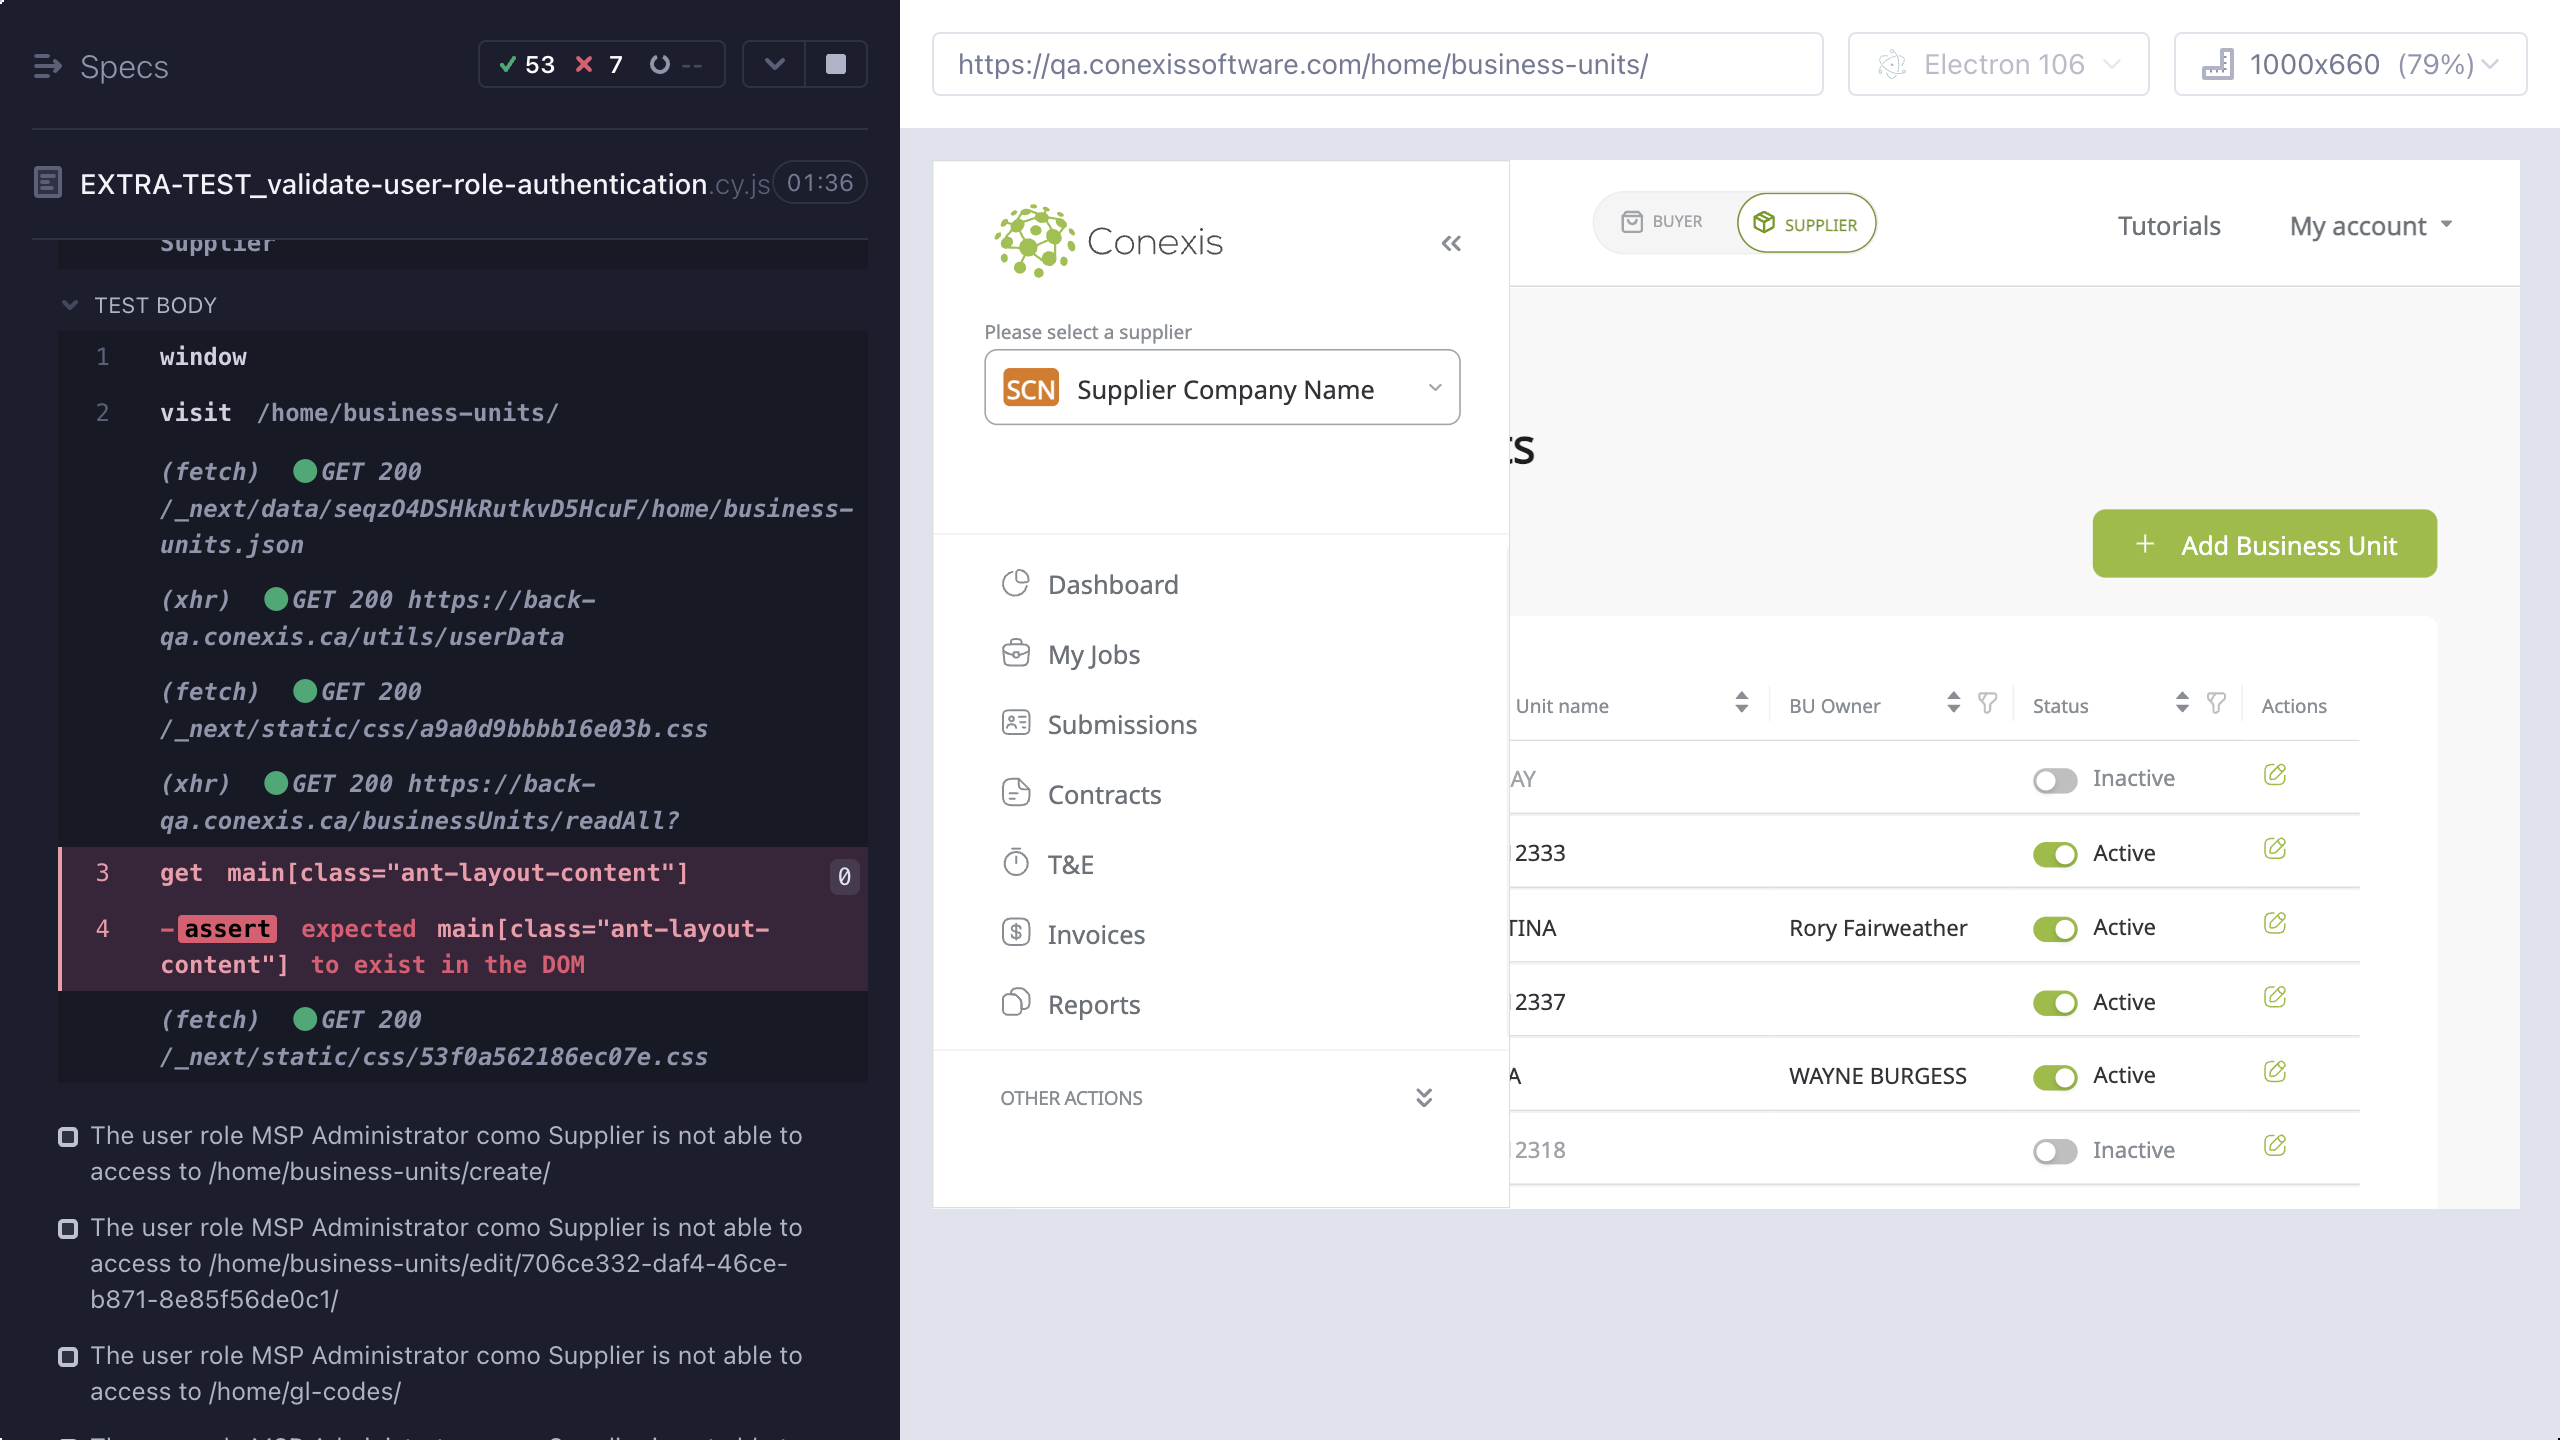 Specs
53 7 --
EXTRA-TEST_validate-user-role-authentication.cy.js 01:36
Supplier
TEST BODY
1 window
2 visit /home/business-units/
(fetch) GET 200
/_next/data/seqzO4DSHkRutkvD5HcuF/home/business-
units.json
(xhr) GET 200 https://back-
qa.conexis.ca/utils/userData
(fetch) GET 200
/_next/static/css/a9a0d9bbbb16e03b.css
(xhr) GET 200 https://back-
qa.conexis.ca/businessUnits/readAll?
3 get main[class="ant-layout-content"] 0
4 -assert expected main[class="ant-layout-
content"] to exist in the DOM
(fetch) GET 200
/_next/static/css/53f0a562186ec07e.css
The user role MSP Administrator como Supplier is not able to
access to /home/business-units/create/
The user role MSP Administrator como Supplier is not able to
access to /home/business-units/edit/706ce332-daf4-46ce-
b871-8e85f56de0c1/
The user role MSP Administrator como Supplier is not able to
access to /home/gl-codes/
https://qa.conexissoftware.com/home/business-units/
Electron 106
1000x660 (79%)
Conexis
Please select a supplier
SCN Supplier Company Name
Dashboard
My Jobs
Submissions
Contracts
T&E
Invoices
Reports
OTHER ACTIONS
BUYER SUPPLIER
Tutorials
My account
ts
+ Add Business Unit
Unit name BU Owner Status Actions
AY Inactive
12333 Active
TINA Rory Fairweather Active
12337 Active
A WAYNE BURGESS Active
12318 Inactive